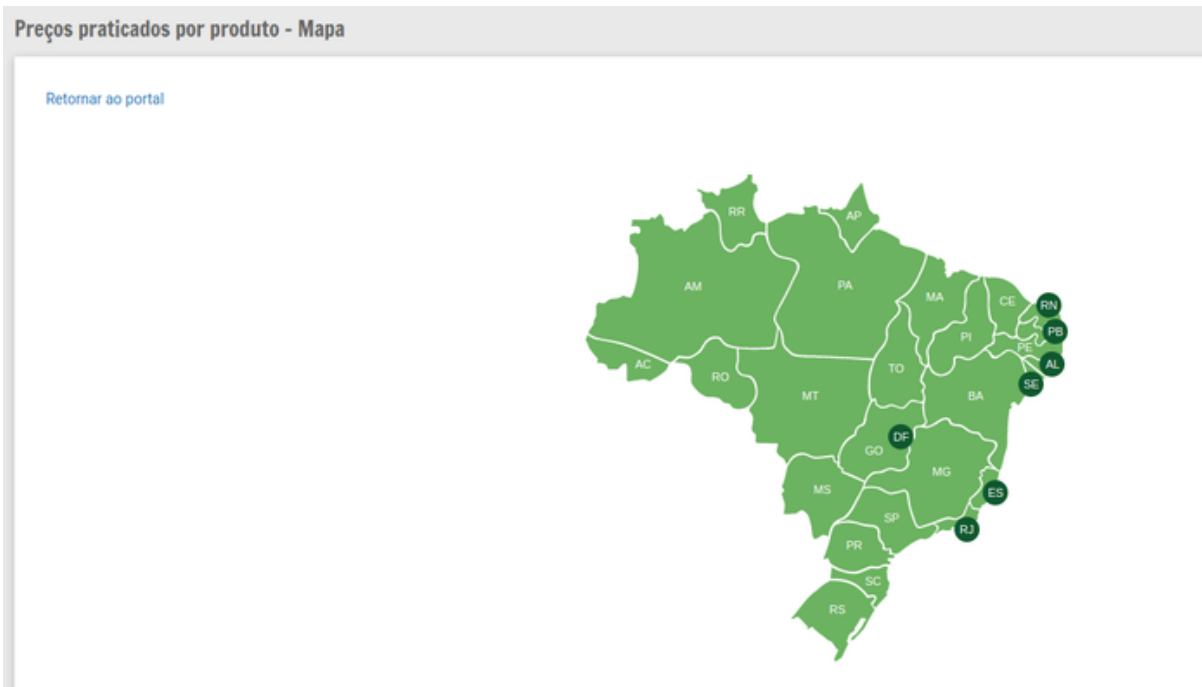 Preços praticados por produto - Mapa
Retornar ao portal
RR
AP
AM
PA
MA
CE
RN
PB
PI
PE
AL
AC
RO
TO
SE
MT
BA
DF
GO
MG
MS
ES
SP
RJ
PR
SC
RS